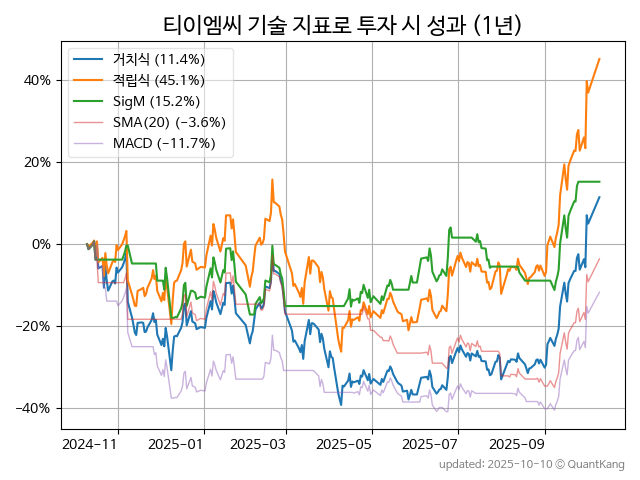 티이엠씨 기술 지표로 투자 시 성과 (1년)
거치식 (11.4%)
적립식 (45.1%)
SigM (15.2%)
SMA(20) (−3.6%)
MACD (−11.7%)
40%
20%
0%
−20%
−40%
2024−11 2025−01 2025−03 2025−05 2025−07 2025−09
updated: 2025-10-10 © QuantKang